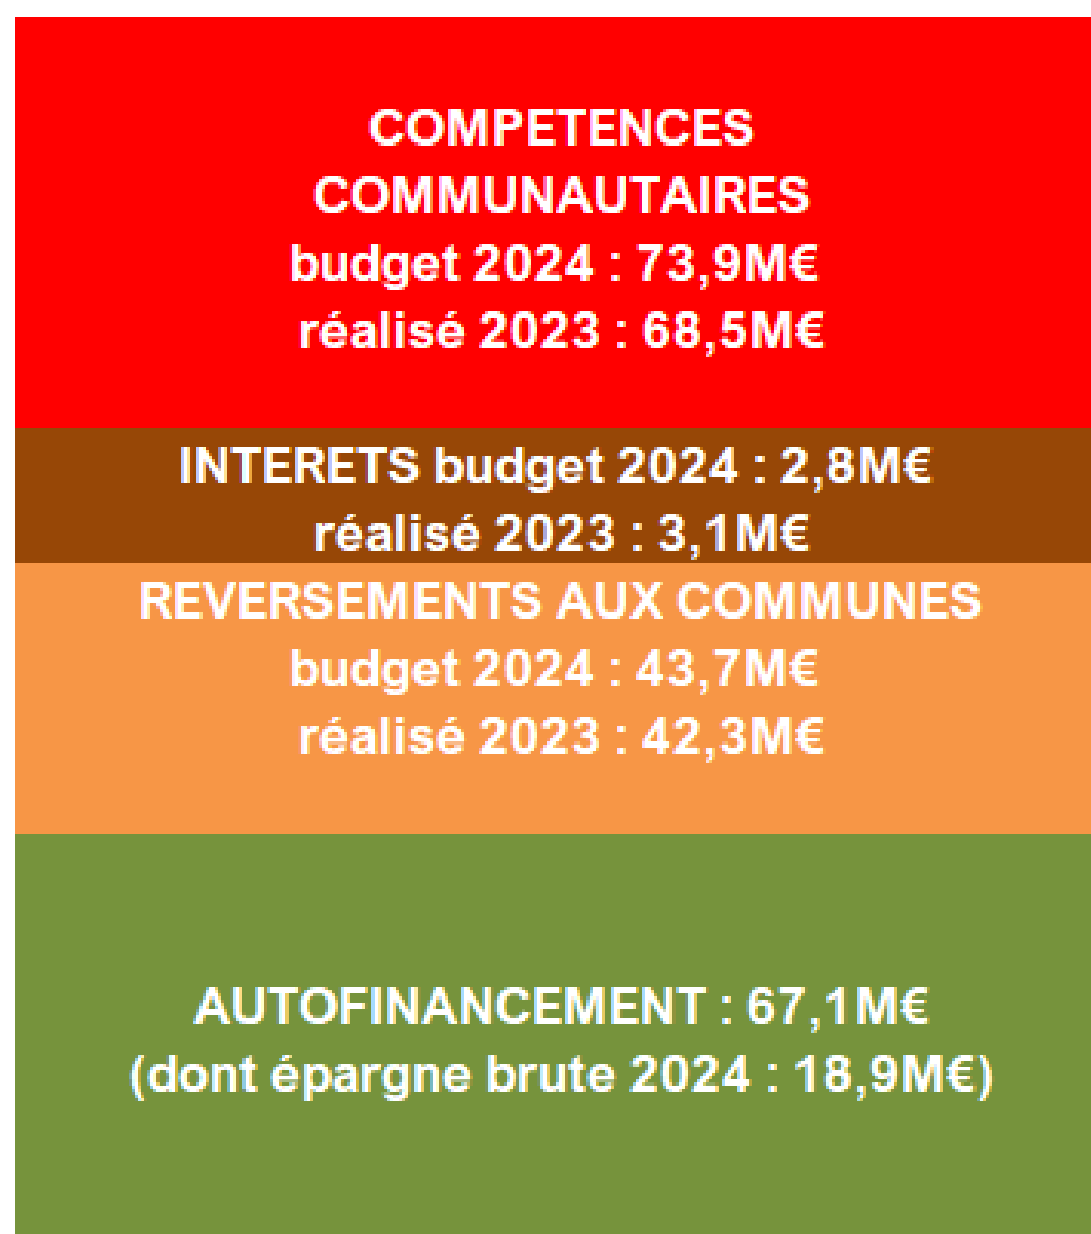 COMPETENCES
COMMUNAUTAIRES
budget 2024 : 73,9M€
réalisé 2023 : 68,5M€
INTERETS budget 2024 : 2,8M€
réalisé 2023 : 3,1M€
REVERSEMENTS AUX COMMUNES
budget 2024 : 43,7M€
réalisé 2023 : 42,3M€
AUTOFINANCEMENT : 67,1M€
(dont épargne brute 2024 : 18,9M€)